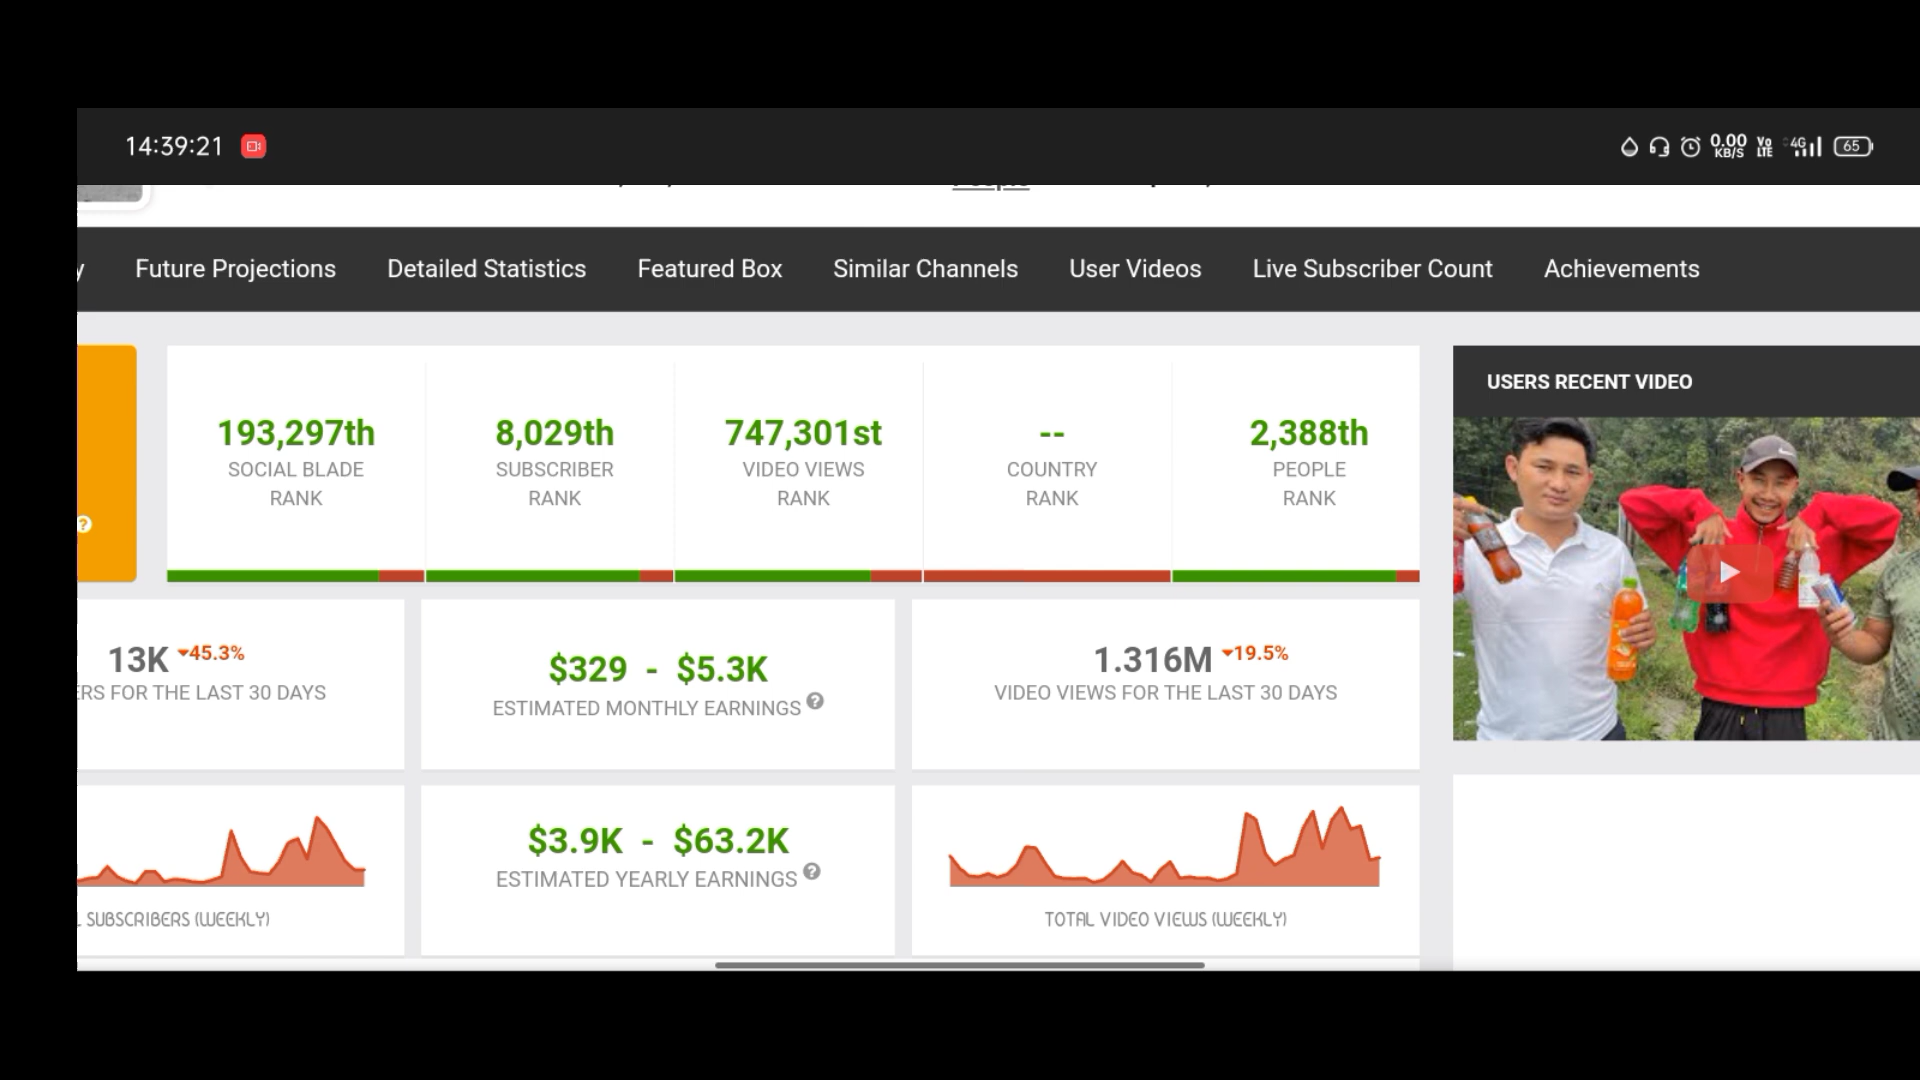 14:39:21
0.00 KB/S Vo LTE 4G 65
Future Projections Detailed Statistics Featured Box Similar Channels User Videos Live Subscriber Count Achievements
193,297th
SOCIAL BLADE
RANK
8,029th
SUBSCRIBER
RANK
747,301st
VIDEO VIEWS
RANK
--
COUNTRY
RANK
2,388th
PEOPLE
RANK
USERS RECENT VIDEO
13K 45.3%
ERS FOR THE LAST 30 DAYS
$329 - $5.3K
ESTIMATED MONTHLY EARNINGS ?
1.316M 19.5%
VIDEO VIEWS FOR THE LAST 30 DAYS
SUBSCRIBERS (WEEKLY)
$3.9K - $63.2K
ESTIMATED YEARLY EARNINGS ?
TOTAL VIDEO VIEWS (WEEKLY)